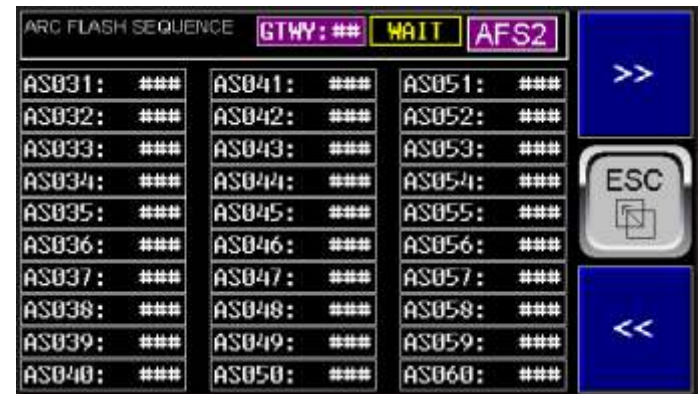 ARC FLASH SEQUENCE GTWY:## WAIT AFS2
AS031: ### AS041: ### AS051: ###
AS032: ### AS042: ### AS052: ###
AS033: ### AS043: ### AS053: ###
AS034: ### AS044: ### AS054: ###
AS035: ### AS045: ### AS055: ###
AS036: ### AS046: ### AS056: ###
AS037: ### AS047: ### AS057: ###
AS038: ### AS048: ### AS058: ###
AS039: ### AS049: ### AS059: ###
AS040: ### AS050: ### AS060: ###
>>
ESC
<<